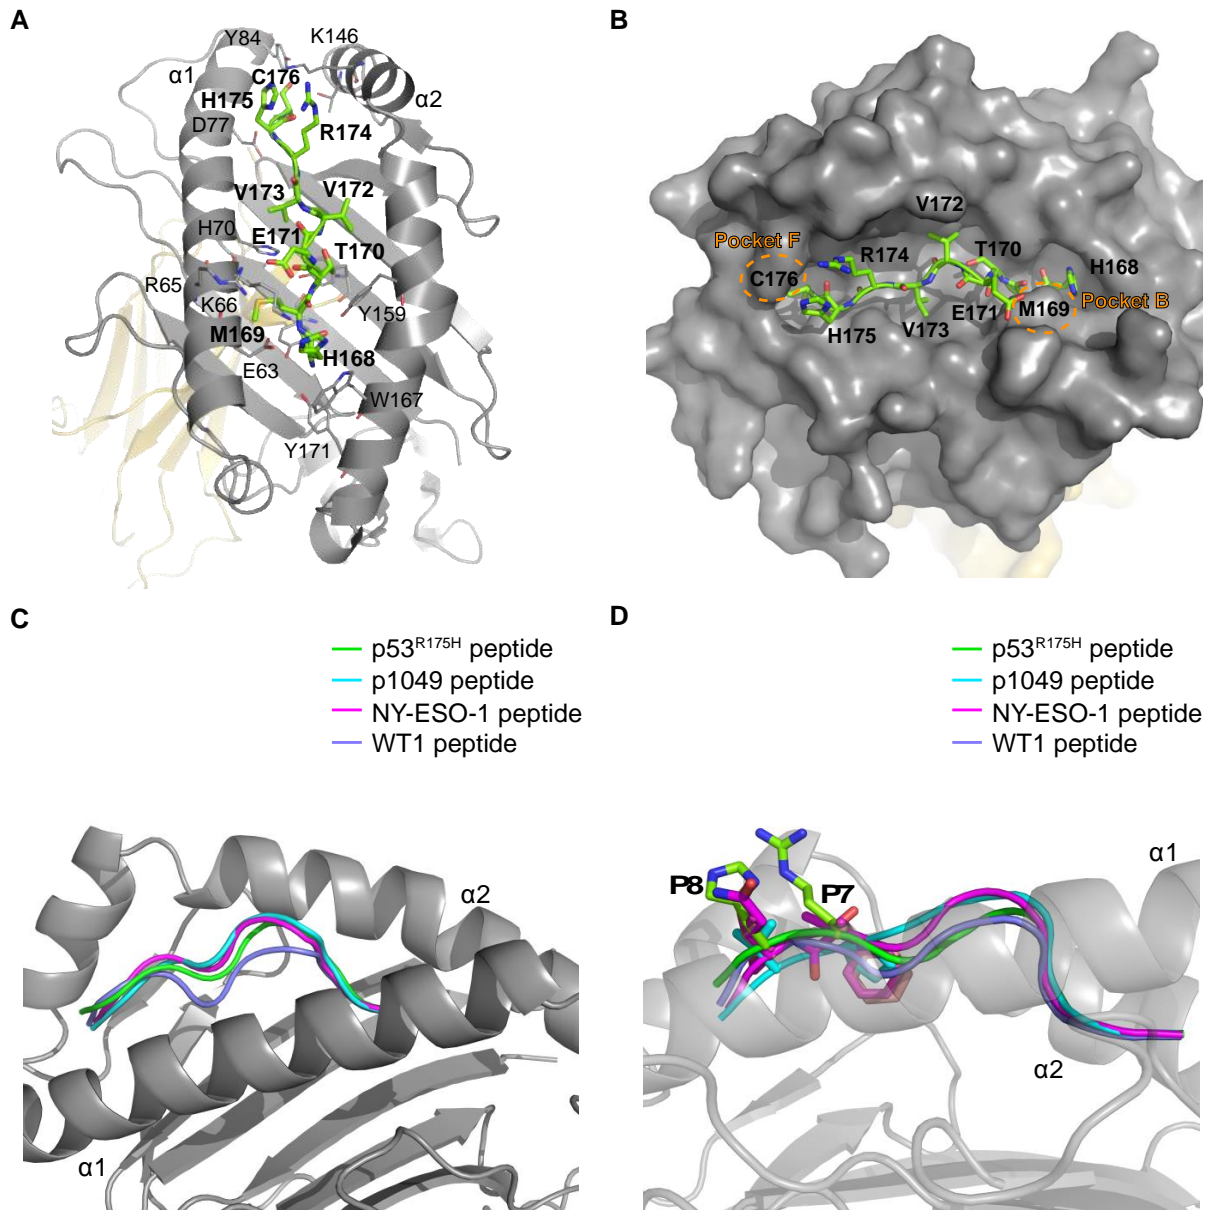 A
Y84
K146
α1
C176
α2
H175
R174
D77
V173
V172
H70
E171
T170
R65
K66
Y159
M169
H168
E63
W167
Y171
B
V172
Pocket F
R174
T170
H168
C176
Pocket B
E171
M169
H175
V173
C
p53R175H peptide
p1049 peptide
NY-ESO-1 peptide
WT1 peptide
α2
α1
D
p53R175H peptide
p1049 peptide
NY-ESO-1 peptide
WT1 peptide
α1
P8
P7
α2